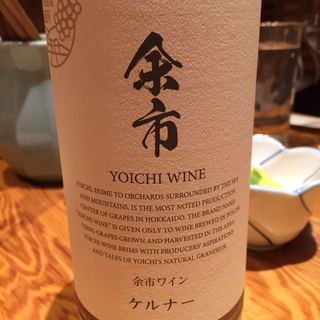 余市
YOICHI WINE
YOICHI, HOME TO ORCHARDS SURROUNDED BY THE SEA
AND MOUNTAINS, IS THE MOST NOTED PRODUCTION
CENTER OF GRAPES IN HOKKAIDO. THE BRAND NAME
"YOICHI WINE" IS GIVEN ONLY TO WINE BREWED IN YOICHI
USING GRAPES GROWN AND HARVESTED IN THE AREA.
YOICHI WINE BRIMS WITH PRODUCERS' ASPIRATIONS
AND TALES OF YOICHI'S NATURAL GRANDEUR.
余市ワイン
ケルナー